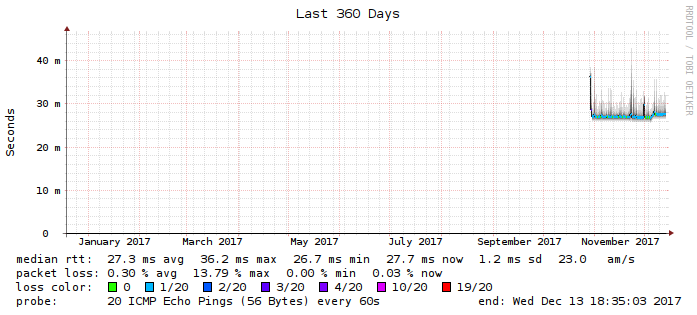 Last 360 Days
RRDTOOL / TOBI OETIKER
Seconds
40 m
30 m
20 m
10 m
0
January 2017 March 2017 May 2017 July 2017 September 2017 November 2017
median rtt: 27.3 ms avg 36.2 ms max 26.7 ms min 27.7 ms now 1.2 ms sd 23.0 am/s
packet loss: 0.30 % avg 13.79 % max 0.00 % min 0.03 % now
loss color: 0 1/20 2/20 3/20 4/20 10/20 19/20
probe: 20 ICMP Echo Pings (56 Bytes) every 60s end: Wed Dec 13 18:35:03 2017